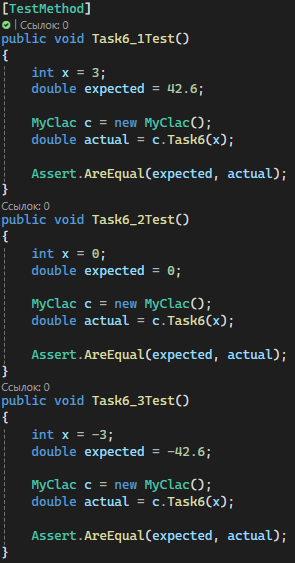 [TestMethod]
| Ссылок: 0
public void Task6_1Test()
{
int x = 3;
double expected = 42.6;
MyClac c = new MyClac();
double actual = c.Task6(x);
Assert.AreEqual(expected, actual);
}
Ссылок: 0
public void Task6_2Test()
{
int x = 0;
double expected = 0;
MyClac c = new MyClac();
double actual = c.Task6(x);
Assert.AreEqual(expected, actual);
}
Ссылок: 0
public void Task6_3Test()
{
int x = -3;
double expected = -42.6;
MyClac c = new MyClac();
double actual = c.Task6(x);
Assert.AreEqual(expected, actual);
}